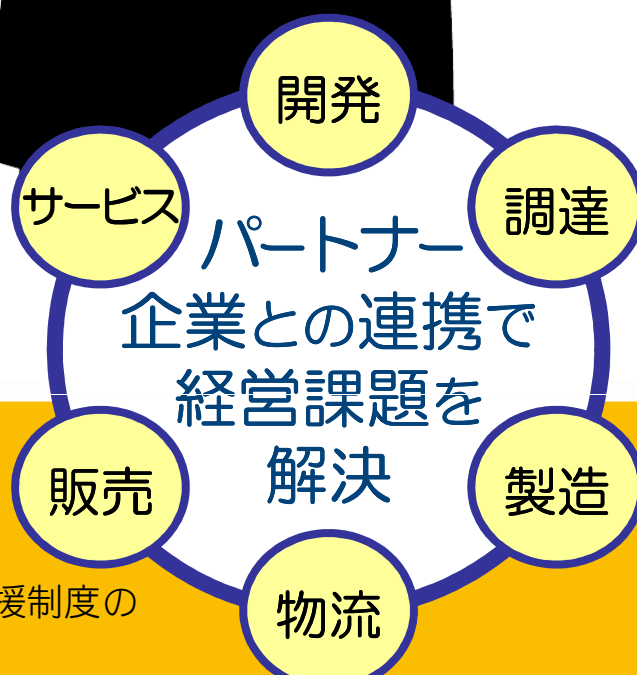 開発
サービス
調達
パートナー
企業との連携で
経営課題を
解決
販売
製造
援制度の
物流